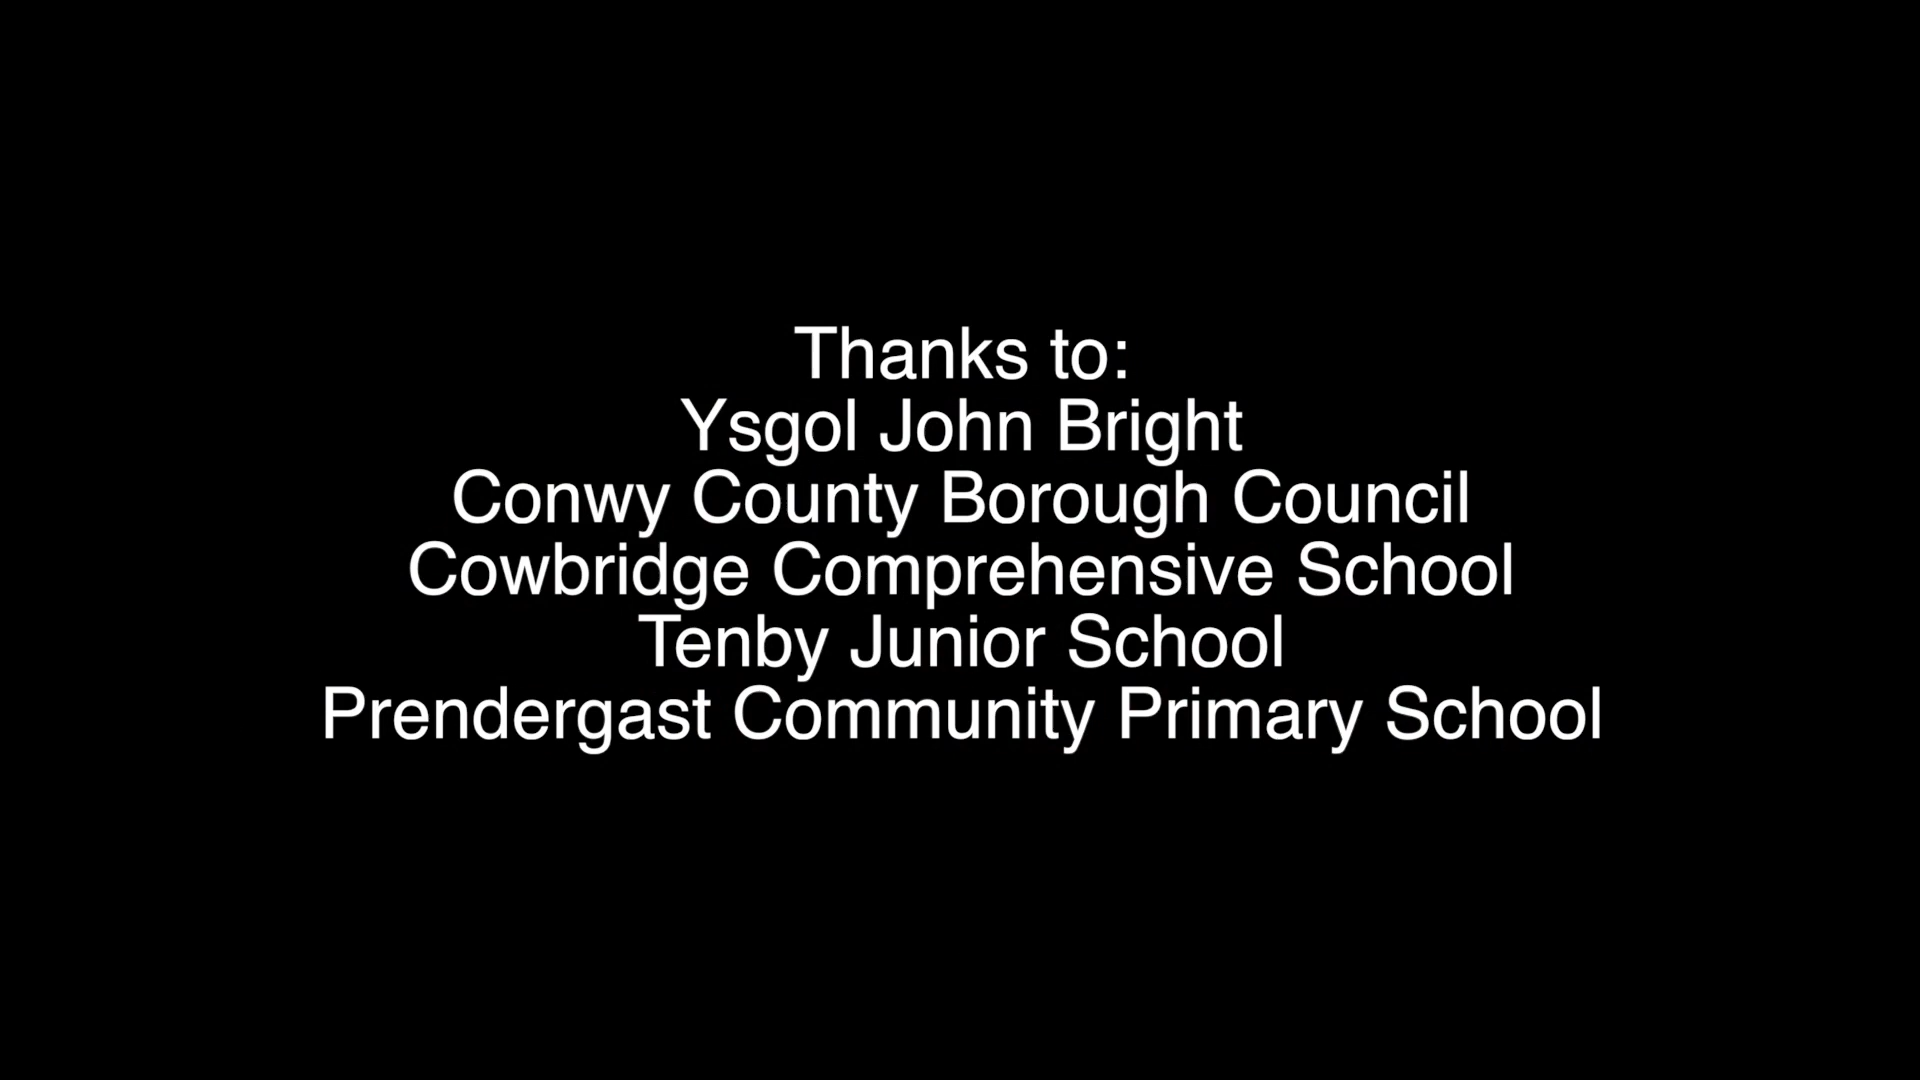 Thanks to:
Ysgol John Bright
Conwy County Borough Council
Cowbridge Comprehensive School
Tenby Junior School
Prendergast Community Primary School